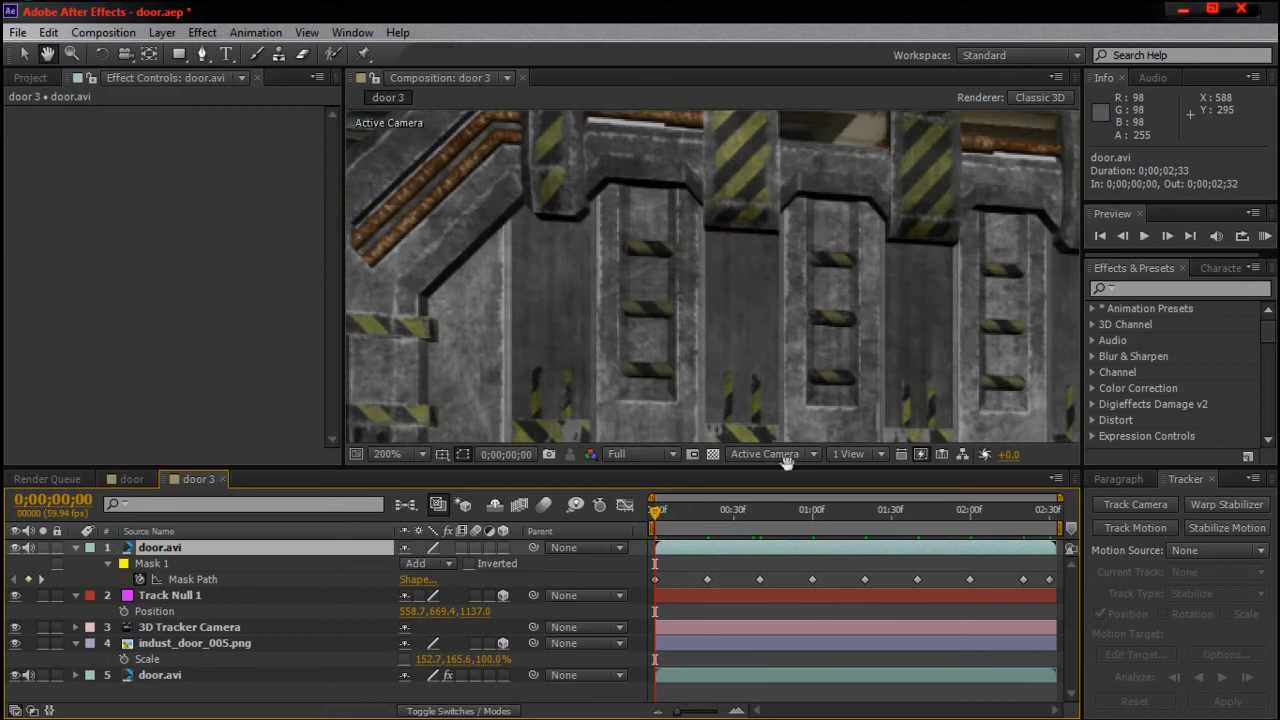 Adobe After Effects - door.aep *
File Edit Composition Layer Effect Animation View Window Help
Workspace: Standard Search Help
Project Effect Controls: door.avi Composition: door 3 Info Audio
door 3 • door.avi door 3 Renderer: Classic 3D
Active Camera
R: 98 X: 588
G: 98 Y: 295
B: 98
A: 255
door.avi
Duration: 0;00;02;33
In: 0;00;00;00, Out: 0;00;02;32
Preview
Effects & Presets Characte
* Animation Presets
3D Channel
Audio
Blur & Sharpen
Channel
Color Correction
Digieffects Damage v2
Distort
Expression Controls
200% 0;00;00;00 Full Active Camera 1 View +0.0
Render Queue door door 3 Paragraph Tracker
0;00;00;00
00000 (59.94 fps)
:00f 00:30f 01:00f 01:30f 02:00f 02:30f
# Source Name Parent
1 door.avi None
Mask 1 Add Inverted
Mask Path Shape...
2 Track Null 1 None
Position 558.7,669.4,1137.0
3 3D Tracker Camera None
4 indust_door_005.png None
Scale 152.7,165.6,100.0%
5 door.avi None
Toggle Switches / Modes
Track Camera Warp Stabilizer
Track Motion Stabilize Motion
Motion Source: None
Current Track: None
Track Type: Stabilize
Position Rotation Scale
Motion Target:
Edit Target... Options...
Analyze:
Reset Apply